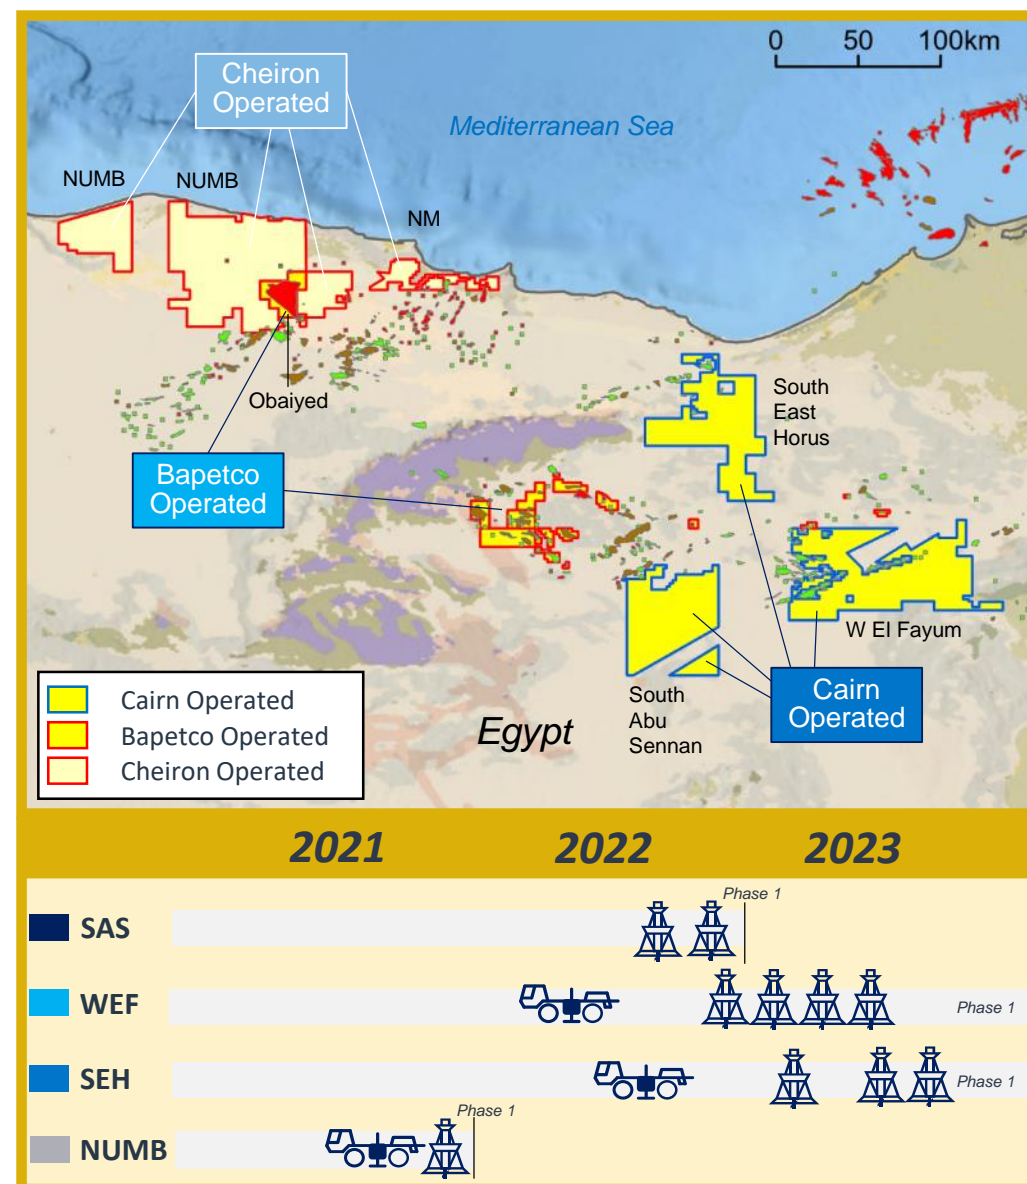 0 50 100km
Cheiron
Operated
Mediterranean Sea
NUMB NUMB
NM
Obaiyed
South
East
Horus
Bapetco
Operated
W El Fayum
Cairn
Operated
South
Abu
Sennan
Egypt
Cairn Operated
Bapetco Operated
Cheiron Operated
2021 2022 2023
SAS Phase 1
WEF Phase 1
SEH Phase 1
NUMB Phase 1